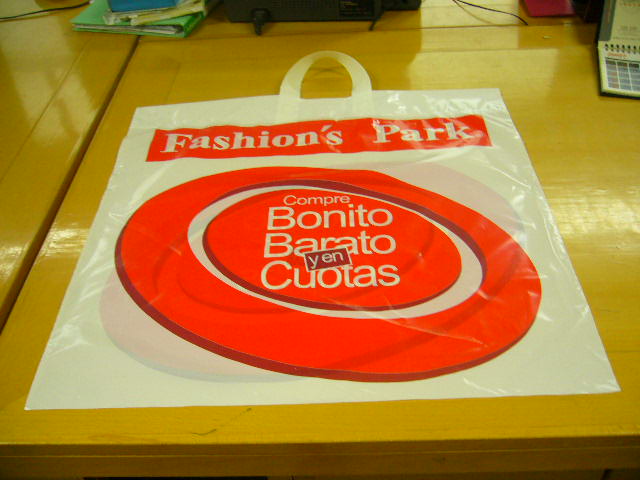 Fashion's Park
Compre
Bonito
Barato
y en
Cuotas